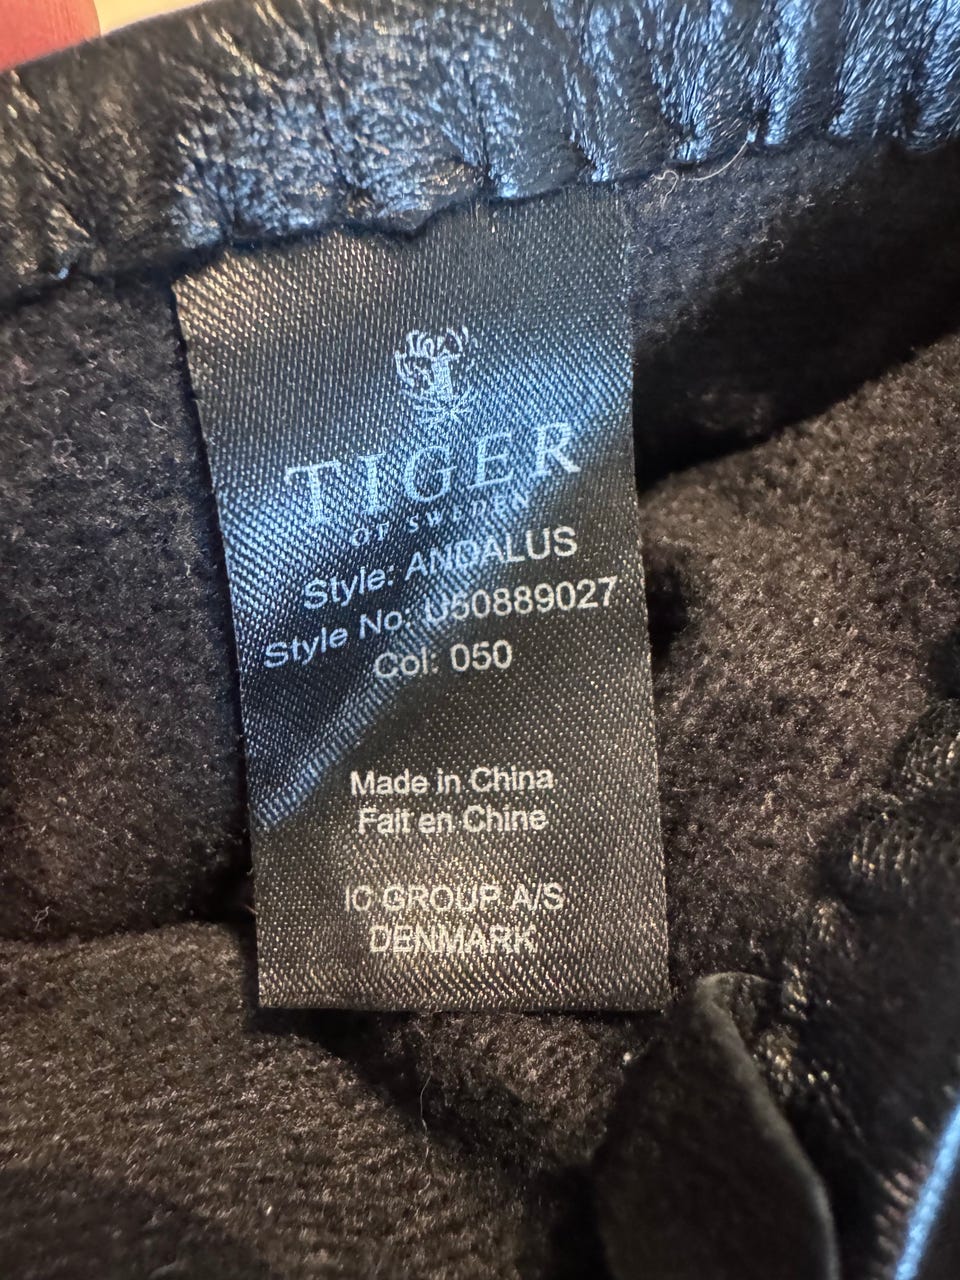 TIGER
OF SWEDEN
Style: ANDALUS
Style No: U50889027
Col: 050
Made in China
Fait en Chine
IC GROUP A/S
DENMARK